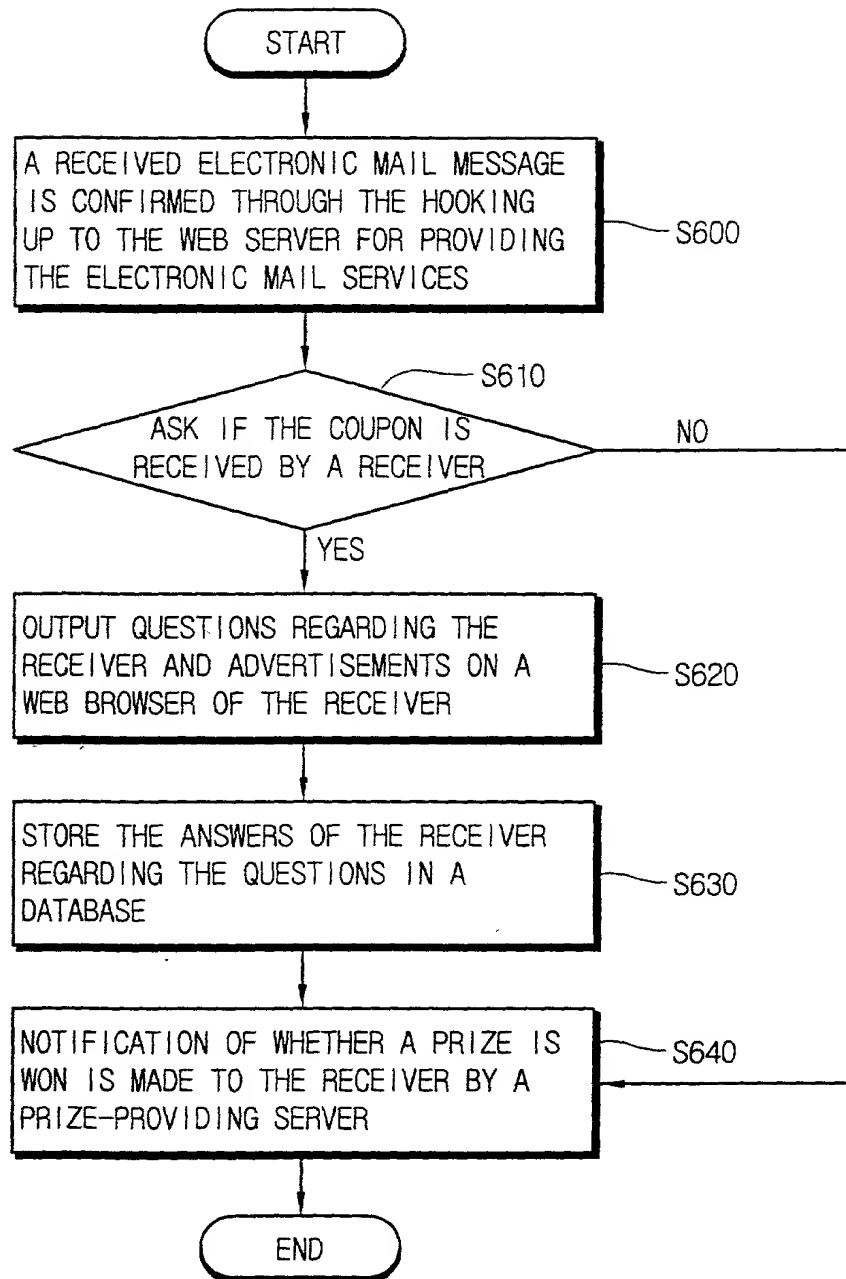 START
A RECEIVED ELECTRONIC MAIL MESSAGE
IS CONFIRMED THROUGH THE HOOKING
UP TO THE WEB SERVER FOR PROVIDING
THE ELECTRONIC MAIL SERVICES
S600
S610
ASK IF THE COUPON IS
RECEIVED BY A RECEIVER
NO
YES
OUTPUT QUESTIONS REGARDING THE
RECEIVER AND ADVERTISEMENTS ON A
WEB BROWSER OF THE RECEIVER
S620
STORE THE ANSWERS OF THE RECEIVER
REGARDING THE QUESTIONS IN A
DATABASE
S630
NOTIFICATION OF WHETHER A PRIZE IS
WON IS MADE TO THE RECEIVER BY A
PRIZE-PROVIDING SERVER
S640
END